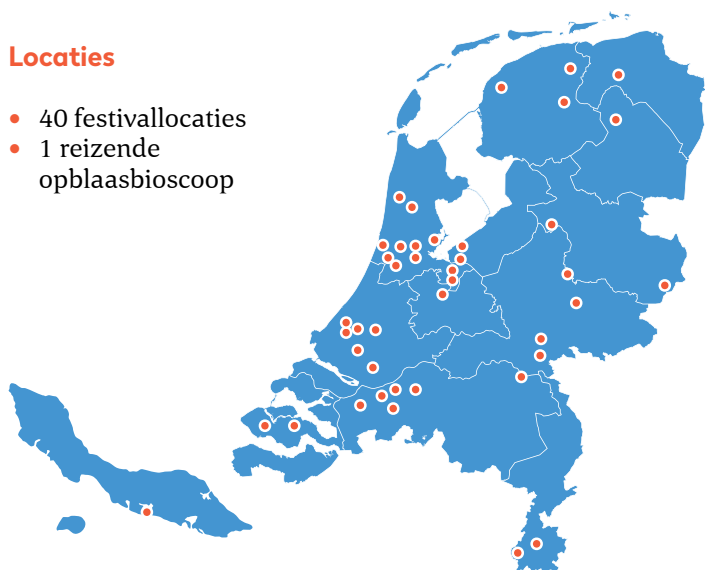 Locaties
• 40 festivallocaties
• 1 reizende
opblaasbioscoop